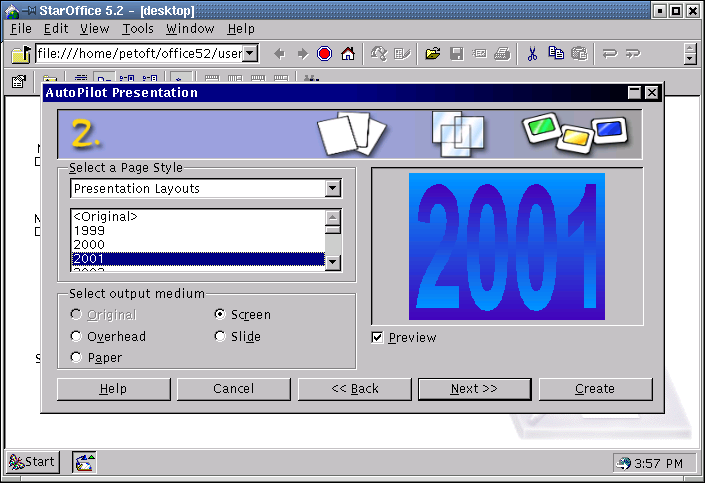 StarOffice 5.2 - [desktop]
File Edit View Tools Window Help
file:///home/petoft/office52/user
AutoPilot Presentation
2.
Select a Page Style
Presentation Layouts
<Original>
1999
2000
2001
2001
Select output medium
Original
Screen
Overhead
Slide
Paper
Preview
Help
Cancel
<< Back
Next >>
Create
Start
3:57 PM